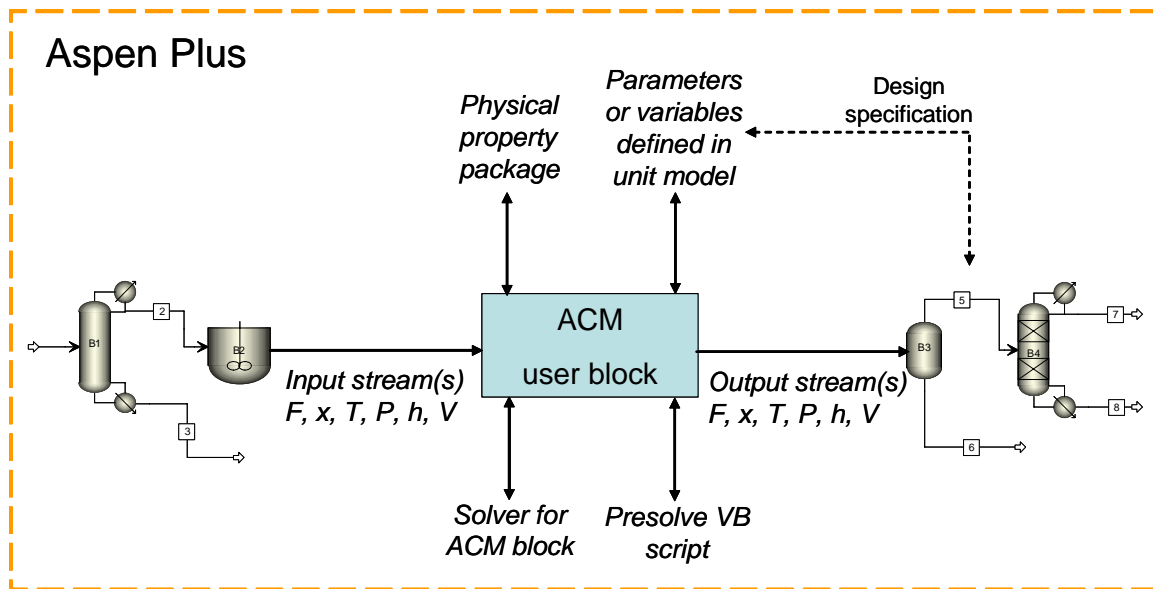 Aspen Plus
Physical
property
package
Parameters
or variables
defined in
unit model
Design
specification
B1
2
3
B2
Input stream(s)
F, x, T, P, h, V
ACM
user block
Output stream(s)
F, x, T, P, h, V
B3
5
6
B4
7
8
Solver for
ACM block
Presolve VB
script